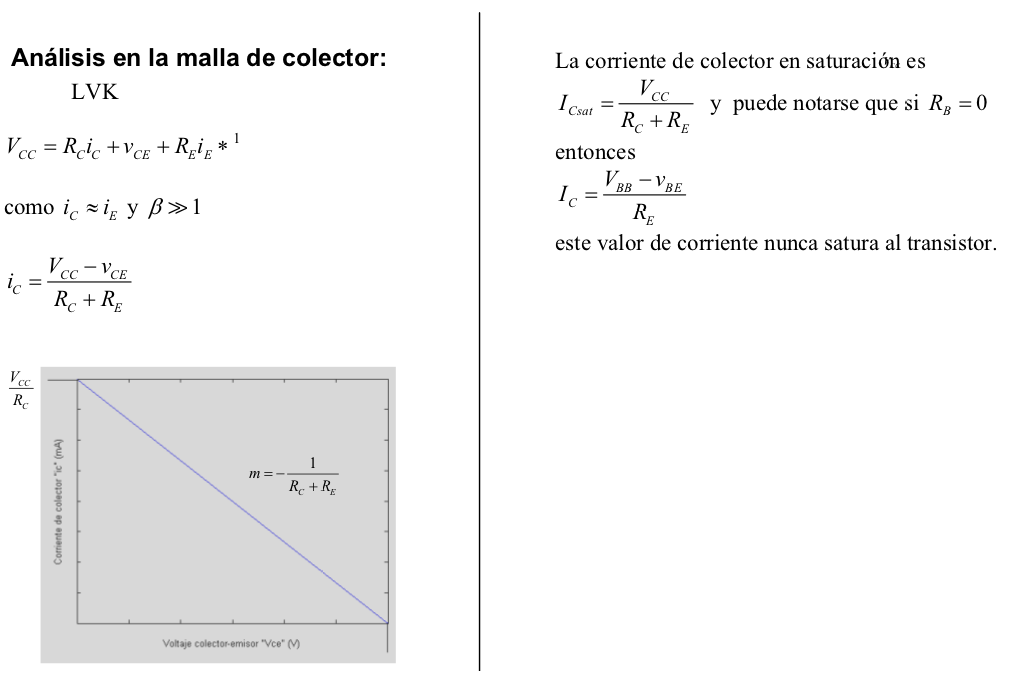 Análisis en la malla de colector:
LVK
V_CC = R_C i_C + v_CE + R_E i_E * ¹
como i_C ≈ i_E y β ≫ 1
i_C = (V_CC − v_CE) / (R_C + R_E)
V_CC / R_C
m = − 1 / (R_C + R_E)
Corriente de colector "ic" (mA)
Voltaje colector-emisor "Vce" (V)
La corriente de colector en saturación es
I_Csat = V_CC / (R_C + R_E) y puede notarse que si R_B = 0
entonces
I_C = (V_BB − v_BE) / R_E
este valor de corriente nunca satura al transistor.